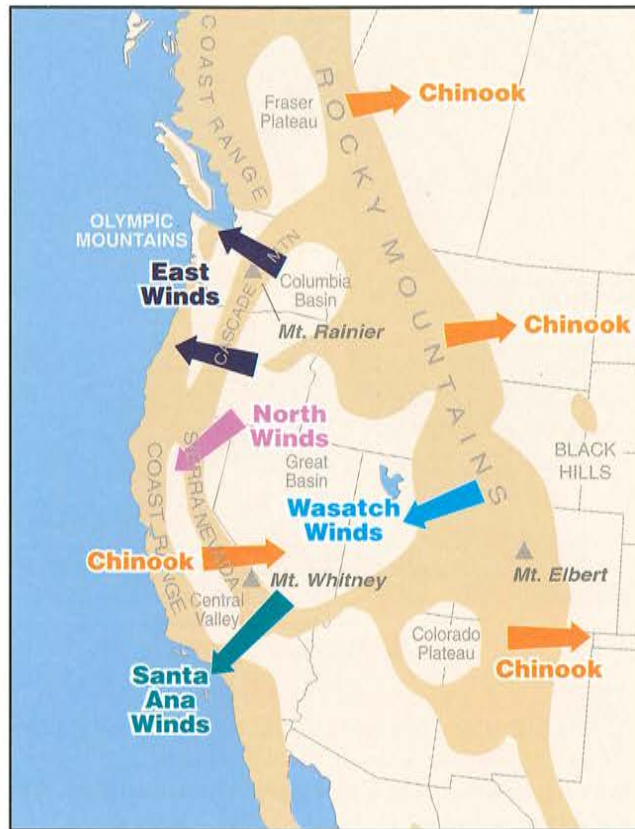 COAST RANGE
Fraser
Plateau
ROCKY MOUNTAINS
Chinook
OLYMPIC
MOUNTAINS
East
Winds
CASCADE MTN
Columbia
Basin
Mt. Rainier
Chinook
North
Winds
SIERRA NEVADA
COAST RANGE
Great
Basin
BLACK
HILLS
Wasatch
Winds
Chinook
Mt. Whitney
Mt. Elbert
Central
Valley
Colorado
Plateau
Chinook
Santa
Ana
Winds